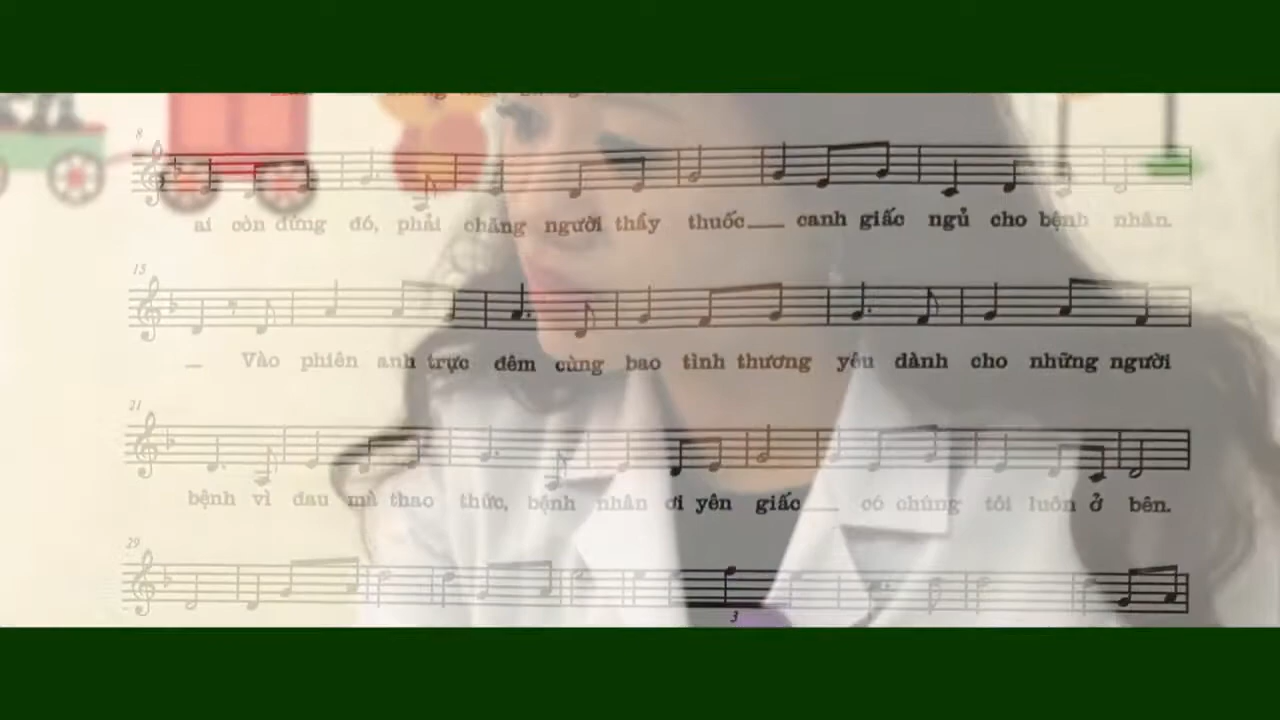 8
ai còn đứng đó, phải chăng người thầy thuốc canh giấc ngủ cho bệnh nhân.
15
Vào phiên anh trực đêm cùng bao tình thương yêu dành cho những người
21
bệnh vì đau mà thao thức, bệnh nhân ơi yên giấc có chúng tôi luôn ở bên.
29
3